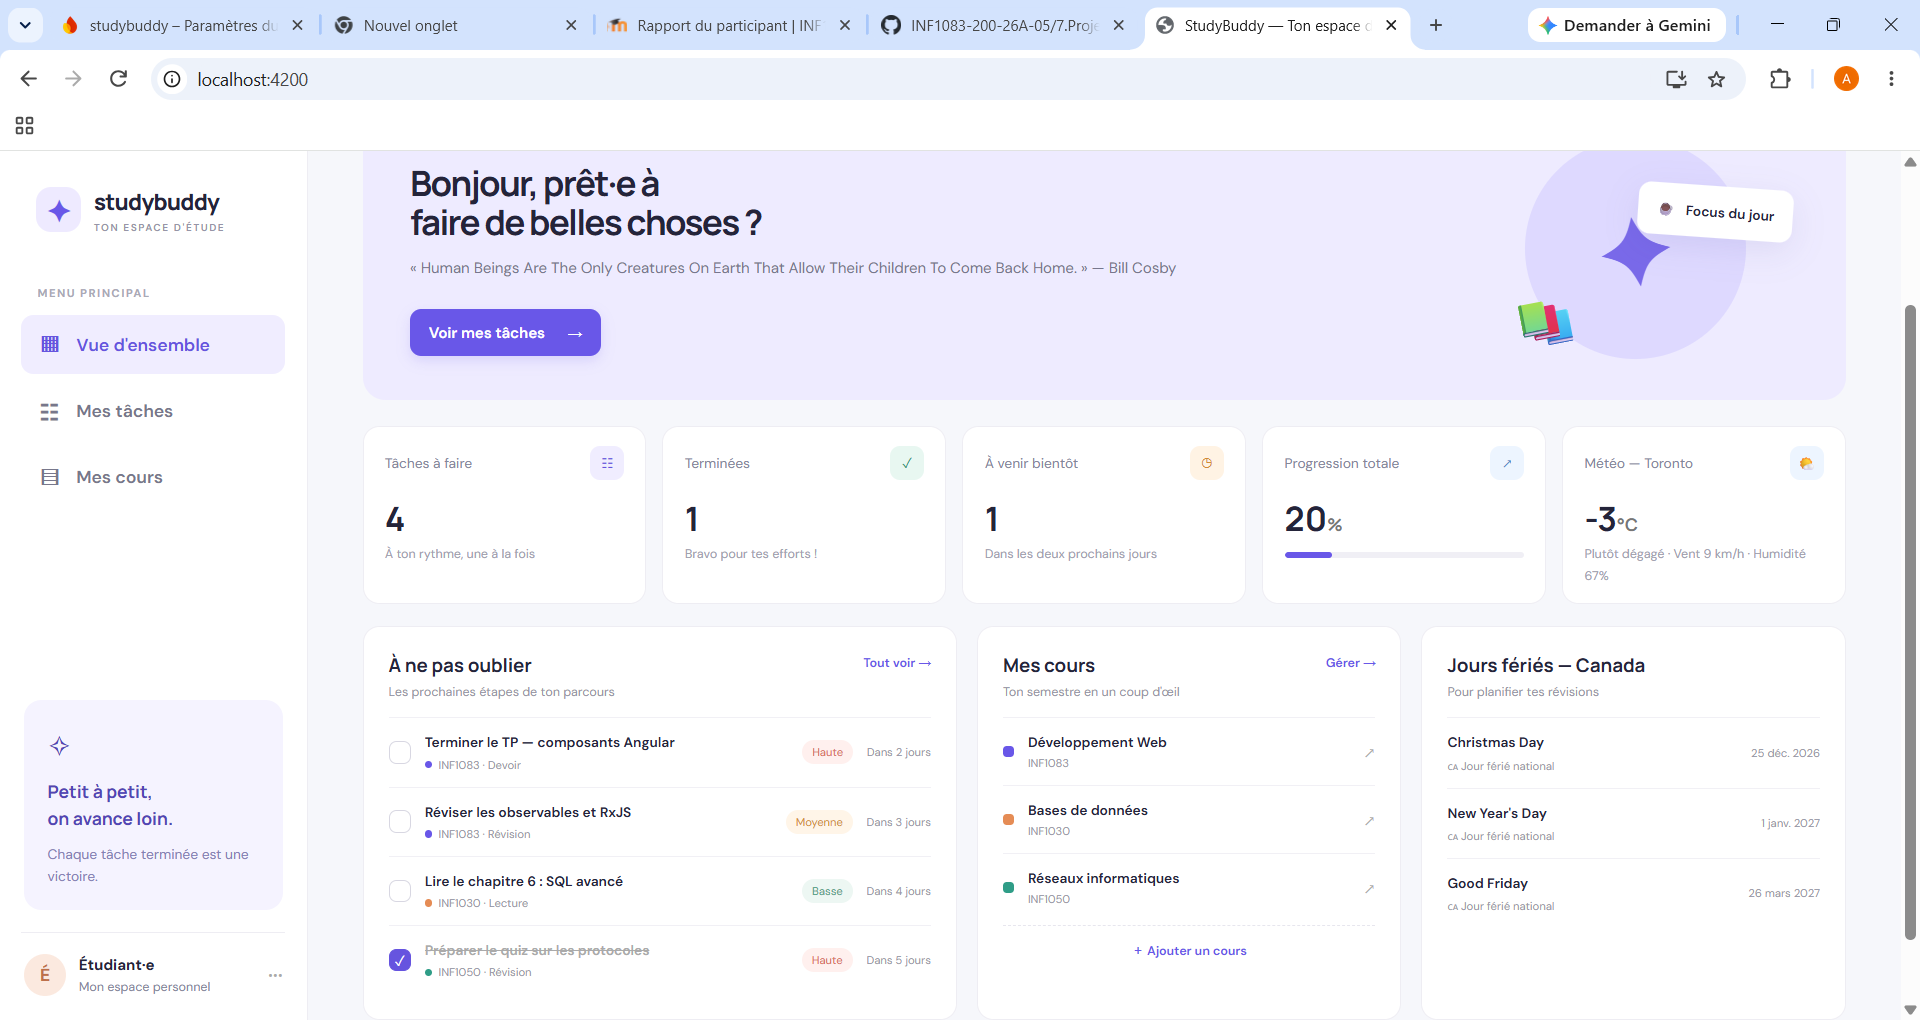 studybuddy – Paramètres du
Nouvel onglet
Rapport du participant | INF
INF1083-200-26A-05/7.Proje
StudyBuddy — Ton espace d
Demander à Gemini
localhost:4200
A
studybuddy
TON ESPACE D'ÉTUDE
MENU PRINCIPAL
Vue d'ensemble
Mes tâches
Mes cours
Petit à petit,
on avance loin.
Chaque tâche terminée est une
victoire.
É
Étudiant·e
Mon espace personnel
Bonjour, prêt·e à
faire de belles choses ?
« Human Beings Are The Only Creatures On Earth That Allow Their Children To Come Back Home. » — Bill Cosby
Voir mes tâches →
Focus du jour
Tâches à faire
4
À ton rythme, une à la fois
Terminées
✓
1
Bravo pour tes efforts !
À venir bientôt
1
Dans les deux prochains jours
Progression totale
↗
20%
Météo — Toronto
-3°C
Plutôt dégagé · Vent 9 km/h · Humidité
67%
À ne pas oublier
Tout voir →
Les prochaines étapes de ton parcours
Terminer le TP — composants Angular
INF1083 · Devoir
Haute
Dans 2 jours
Réviser les observables et RxJS
INF1083 · Révision
Moyenne
Dans 3 jours
Lire le chapitre 6 : SQL avancé
INF1030 · Lecture
Basse
Dans 4 jours
Préparer le quiz sur les protocoles
INF1050 · Révision
Haute
Dans 5 jours
Mes cours
Gérer →
Ton semestre en un coup d'œil
Développement Web
INF1083
↗
Bases de données
INF1030
↗
Réseaux informatiques
INF1050
↗
+ Ajouter un cours
Jours fériés — Canada
Pour planifier tes révisions
Christmas Day
CA Jour férié national
25 déc. 2026
New Year's Day
CA Jour férié national
1 janv. 2027
Good Friday
CA Jour férié national
26 mars 2027